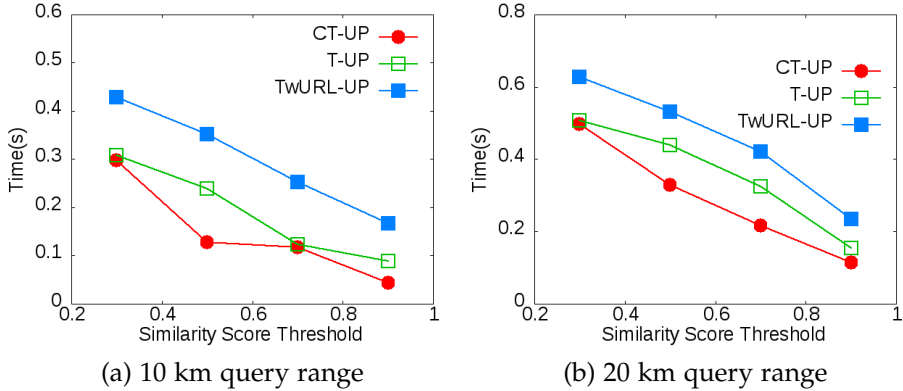 0.6
0.5
0.4
0.3
0.2
0.1
0
Time(s)
CT-UP
T-UP
TwURL-UP
0.2 0.4 0.6 0.8 1
Similarity Score Threshold
(a) 10 km query range
0.8
0.6
0.4
0.2
0
Time(s)
CT-UP
T-UP
TwURL-UP
0.2 0.4 0.6 0.8 1
Similarity Score Threshold
(b) 20 km query range